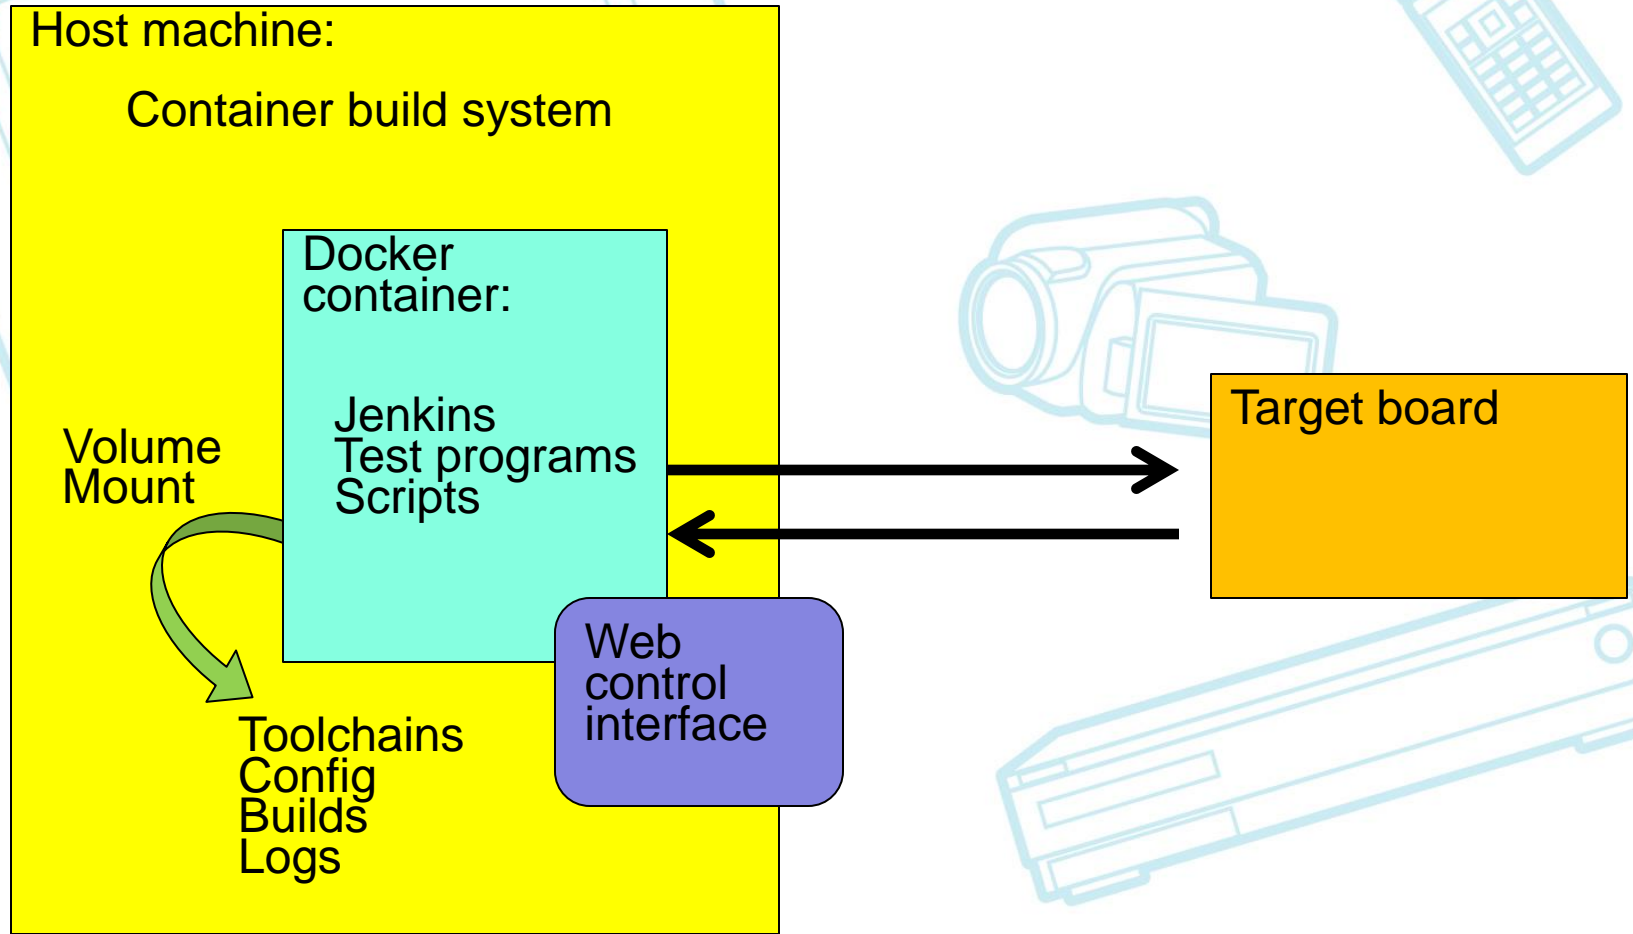 Host machine:
Container build system
Docker
container:
Jenkins
Test programs
Scripts
Volume
Mount
Toolchains
Config
Builds
Logs
Web
control
interface
Target board